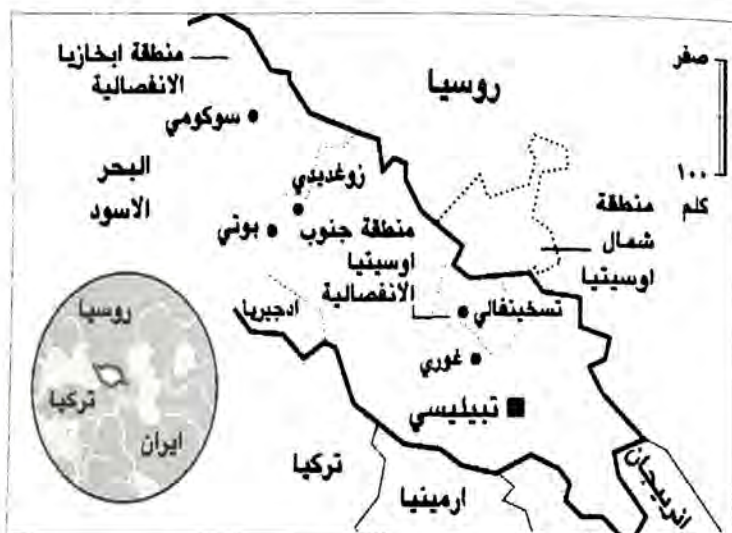 منطقة ابخازيا
الانفصالية
سوكومي
روسيا
صفر
١٠٠
كلم
البحر
الاسود
زوغديدي
بوتي
منطقة جنوب
اوسيتيا
الانفصالية
منطقة
شمال
اوسيتيا
ادجيريا
تسخينفالي
غوري
تبيليسي
تركيا
ارمينيا
اذربيجان
روسيا
تركيا
ايران